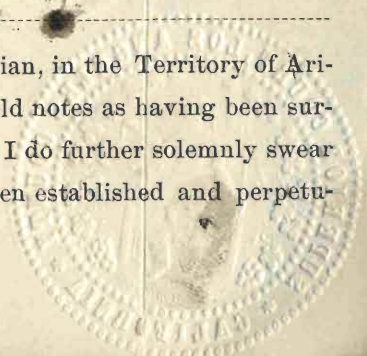 ian, in the Territory of Ari-
ld notes as having been sur-
I do further solemnly swear
en established and perpetu-